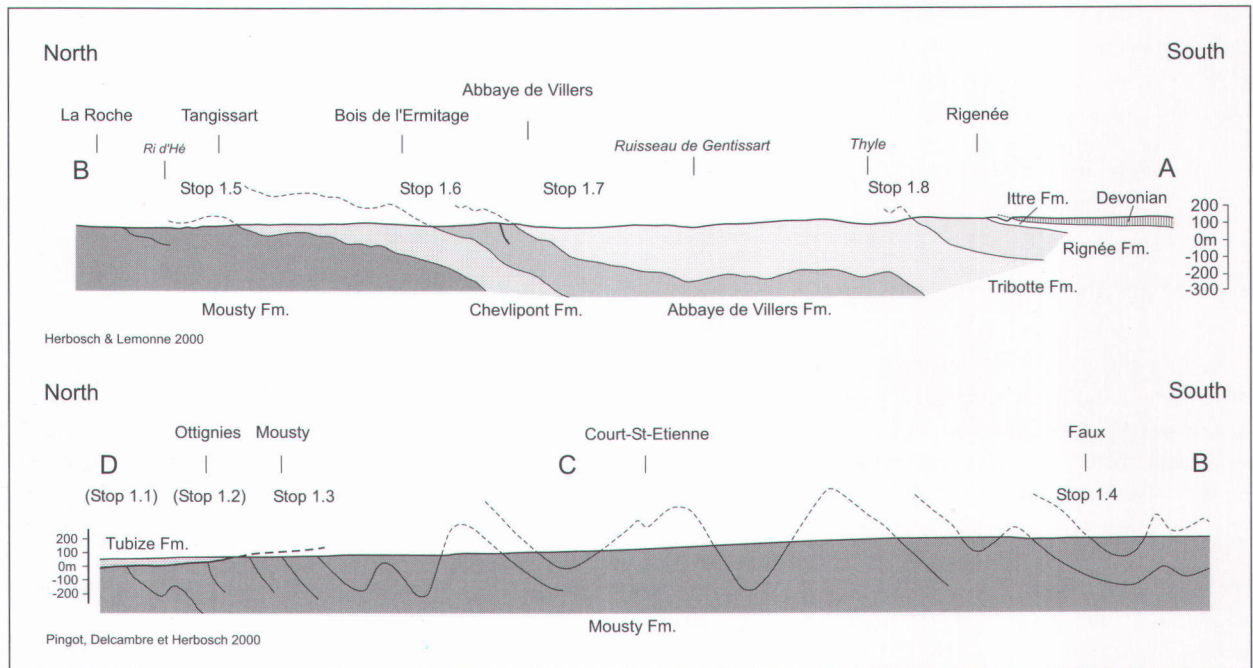 North
South
Abbaye de Villers
La Roche
Tangissart
Bois de l'Ermitage
Rigenée
Ri d'Hé
Ruisseau de Gentissart
Thyle
B
A
Stop 1.5
Stop 1.6
Stop 1.7
Stop 1.8
Ittre Fm.
Devonian
200
100
0m
-100
-200
-300
Rignée Fm.
Tribotte Fm.
Mousty Fm.
Chevlipont Fm.
Abbaye de Villers Fm.
Herbosch & Lemonne 2000
North
South
Ottignies
Mousty
Court-St-Etienne
Faux
D
C
B
(Stop 1.1)
(Stop 1.2)
Stop 1.3
Stop 1.4
Tubize Fm.
200
100
0m
-100
-200
Mousty Fm.
Pingot, Delcambre et Herbosch 2000